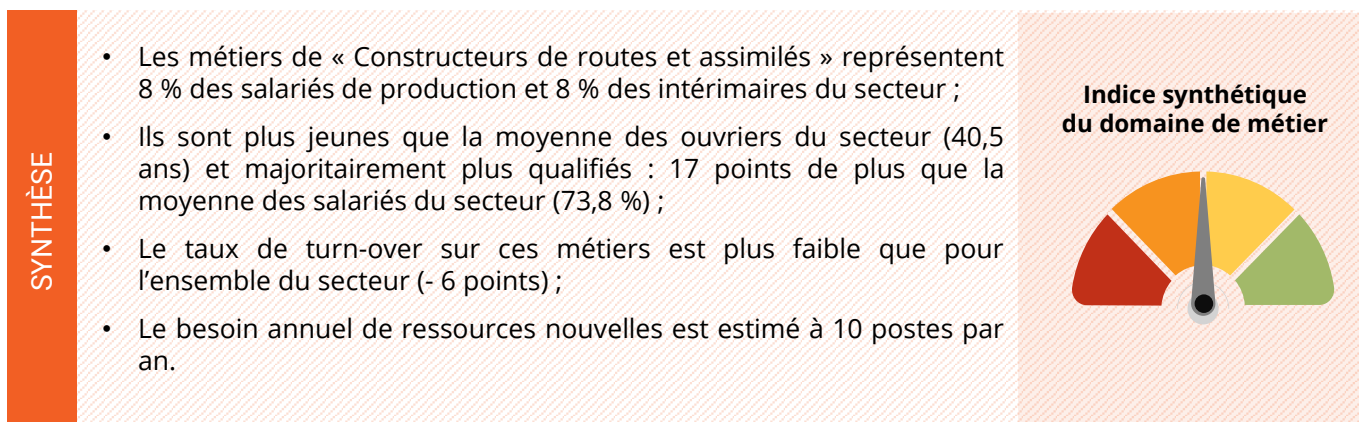 SYNTHÈSE
• Les métiers de « Constructeurs de routes et assimilés » représentent
8 % des salariés de production et 8 % des intérimaires du secteur ;
• Ils sont plus jeunes que la moyenne des ouvriers du secteur (40,5
ans) et majoritairement plus qualifiés : 17 points de plus que la
moyenne des salariés du secteur (73,8 %) ;
• Le taux de turn-over sur ces métiers est plus faible que pour
l’ensemble du secteur (- 6 points) ;
• Le besoin annuel de ressources nouvelles est estimé à 10 postes par
an.
Indice synthétique
du domaine de métier